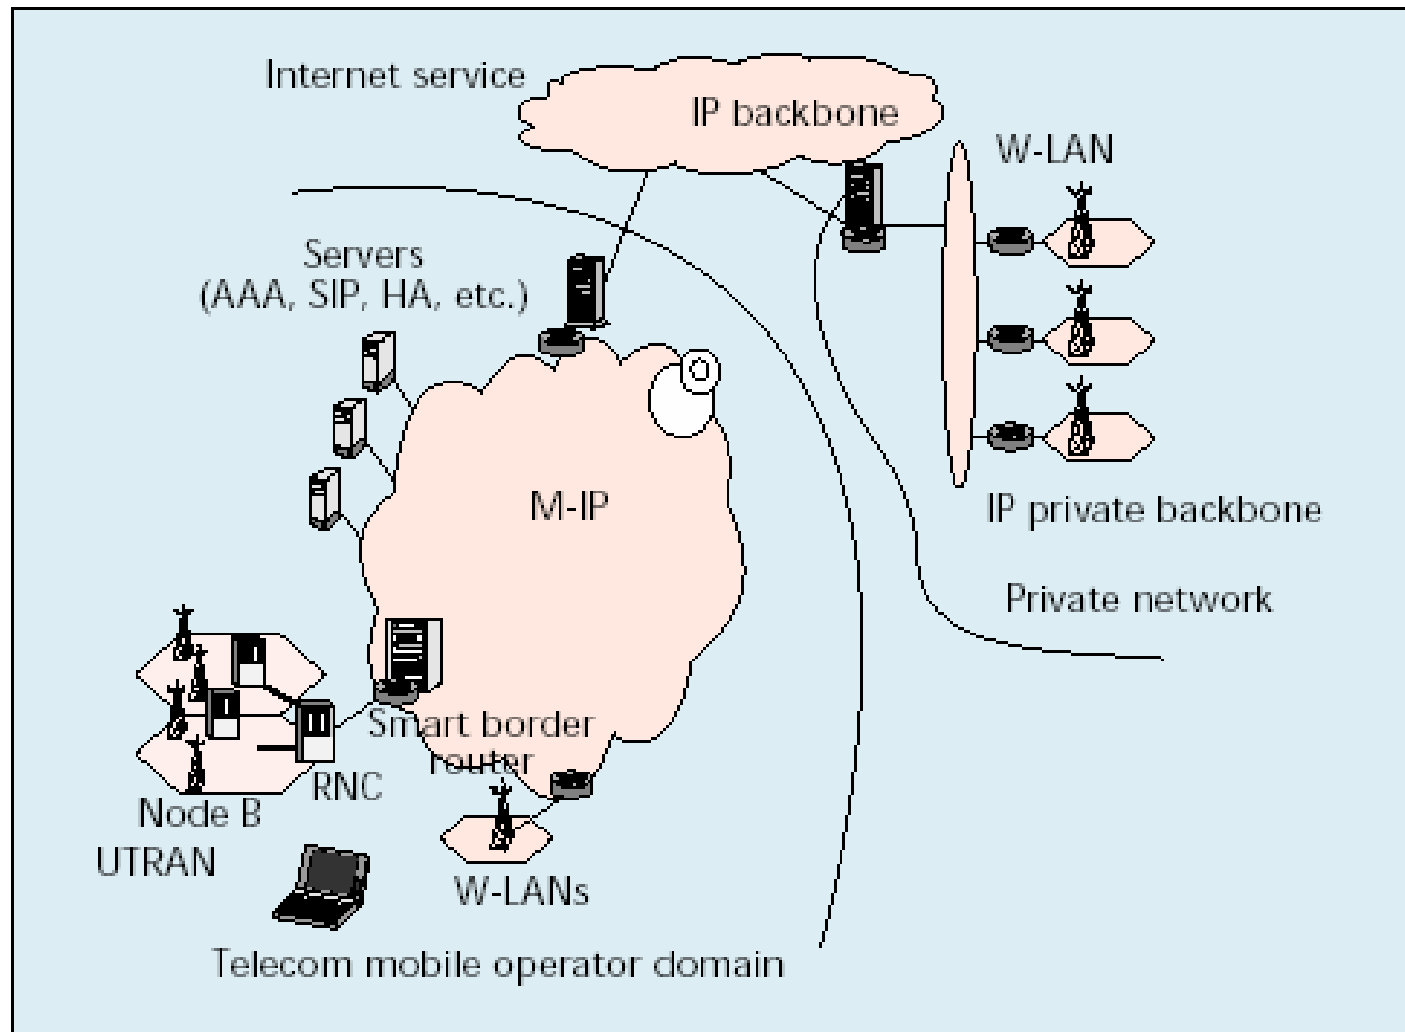 Internet service
IP backbone
W-LAN
Servers
(AAA, SIP, HA, etc.)
M-IP
IP private backbone
Private network
Smart border
router
RNC
Node B
UTRAN
W-LANs
Telecom mobile operator domain